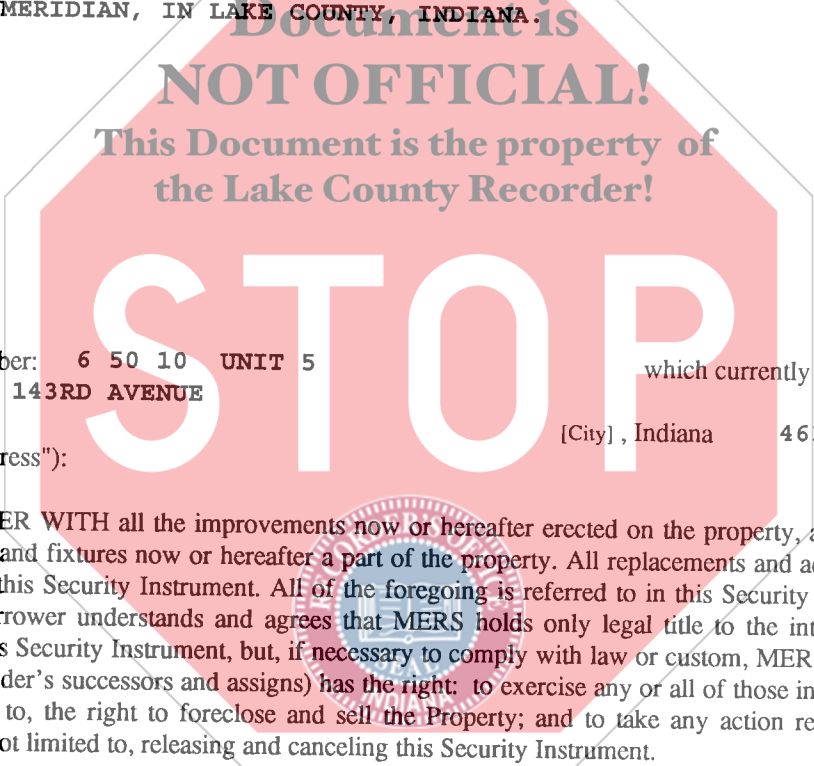 MERIDIAN, IN LAKE COUNTY, INDIANA.
Document is
NOT OFFICIAL!
This Document is the property of
the Lake County Recorder!
STOP
ber: 6 50 10 UNIT 5
which currently
143RD AVENUE
[City] , Indiana 46
ress"):
ER WITH all the improvements now or hereafter erected on the property, a
and fixtures now or hereafter a part of the property. All replacements and a
this Security Instrument. All of the foregoing is referred to in this Security
rrower understands and agrees that MERS holds only legal title to the int
s Security Instrument, but, if necessary to comply with law or custom, MER
der's successors and assigns) has the right: to exercise any or all of those in
to, the right to foreclose and sell the Property; and to take any action re
ot limited to, releasing and canceling this Security Instrument.
RECORDER'S OFFICE
SEAL
INDIANA